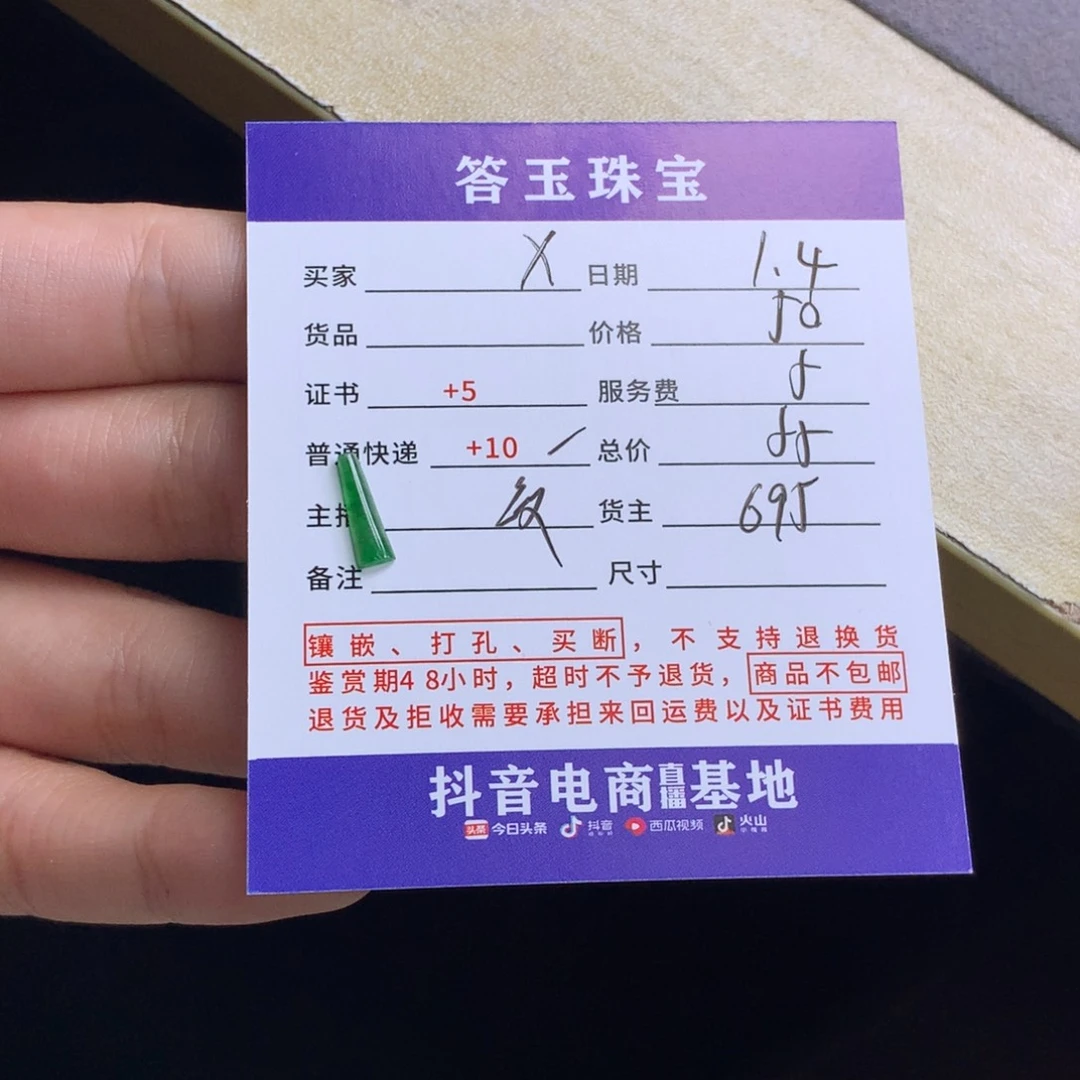 答玉珠宝
买家 X 日期 1.4
货品 价格 50
证书 +5 服务费 5
普通快递 +10 / 总价 55
主播 货主 695
备注 尺寸
镶嵌、打孔、买断，不支持退换货
鉴赏期48小时，超时不予退货，商品不包邮
退货及拒收需要承担来回运费以及证书费用
抖音电商直播基地
头条 今日头条 抖音 西瓜视频 火山